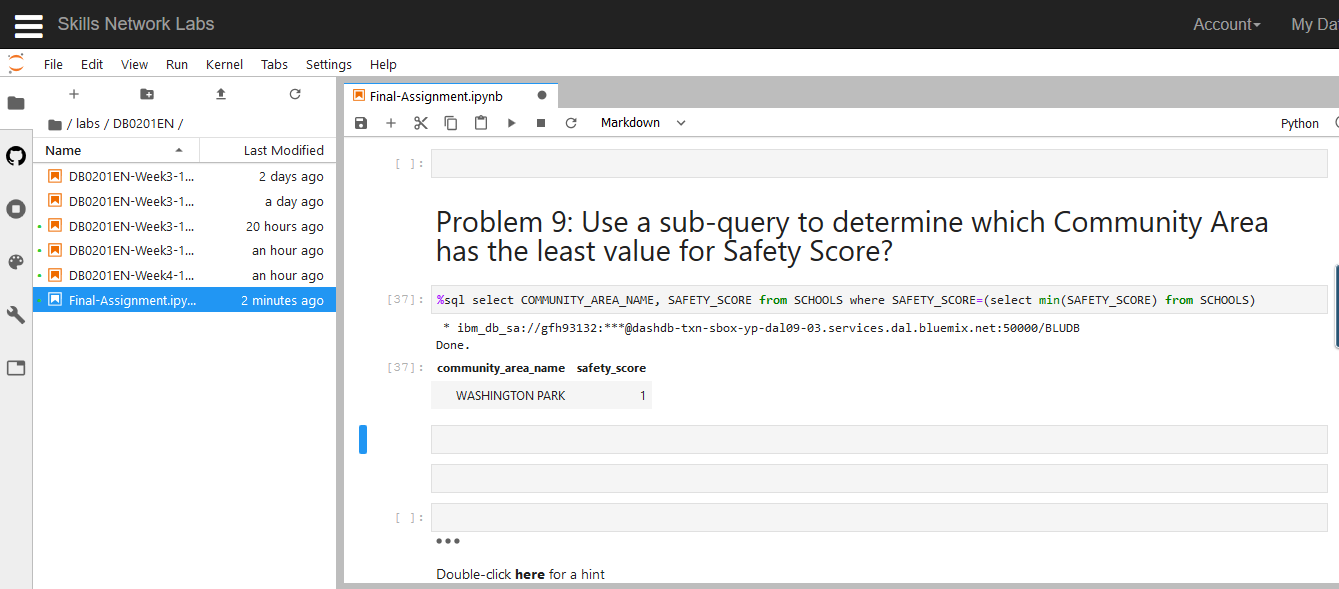 Skills Network Labs
Account
My Da
File Edit View Run Kernel Tabs Settings Help
Final-Assignment.ipynb
/ labs / DB0201EN /
Markdown
Python
Name Last Modified
DB0201EN-Week3-1... 2 days ago
DB0201EN-Week3-1... a day ago
DB0201EN-Week3-1... 20 hours ago
DB0201EN-Week3-1... an hour ago
DB0201EN-Week4-1... an hour ago
Final-Assignment.ipy... 2 minutes ago
[ ]:
Problem 9: Use a sub-query to determine which Community Area
has the least value for Safety Score?
[37]: %sql select COMMUNITY_AREA_NAME, SAFETY_SCORE from SCHOOLS where SAFETY_SCORE=(select min(SAFETY_SCORE) from SCHOOLS)
* ibm_db_sa://gfh93132:***@dashdb-txn-sbox-yp-dal09-03.services.dal.bluemix.net:50000/BLUDB
Done.
[37]: community_area_name safety_score
WASHINGTON PARK 1
[ ]:
•••
Double-click here for a hint